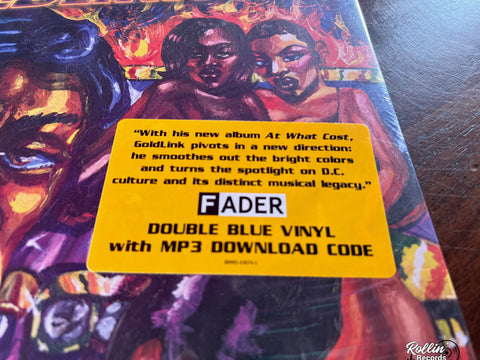 “With his new album At What Cost,
GoldLink pivots in a new direction:
he smoothes out the bright colors
and turns the spotlight on D.C.
culture and its distinct musical legacy.”
FADER
DOUBLE BLUE VINYL
with MP3 DOWNLOAD CODE
Rollin'
Records